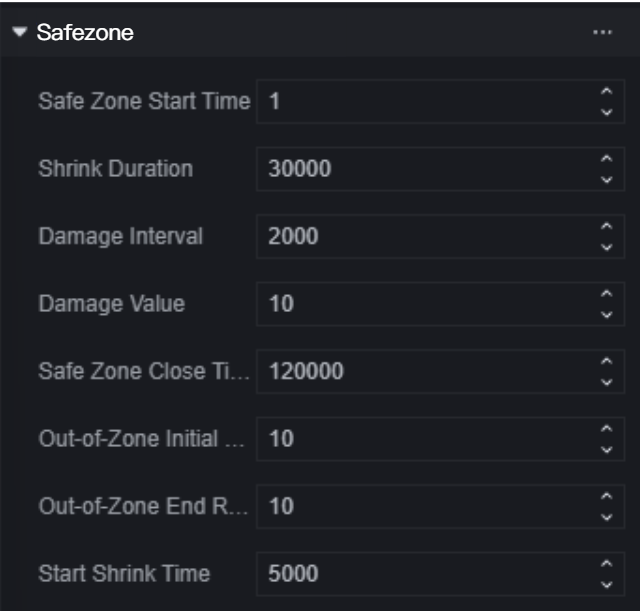 Safezone
Safe Zone Start Time 1
Shrink Duration 30000
Damage Interval 2000
Damage Value 10
Safe Zone Close Ti... 120000
Out-of-Zone Initial ... 10
Out-of-Zone End R... 10
Start Shrink Time 5000